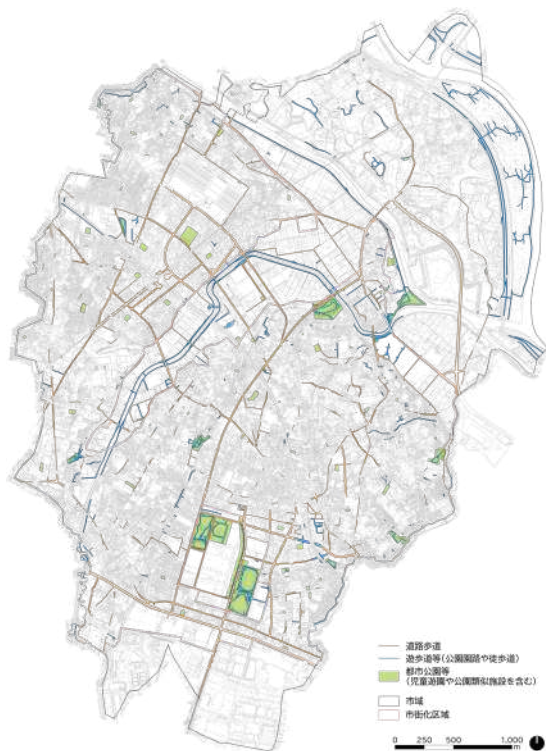 道路歩道
遊歩道等(公園園路や徒歩道)
都市公園等
(児童遊園や公園類似施設を含む)
市域
市街化区域
0 250 500 1,000
m